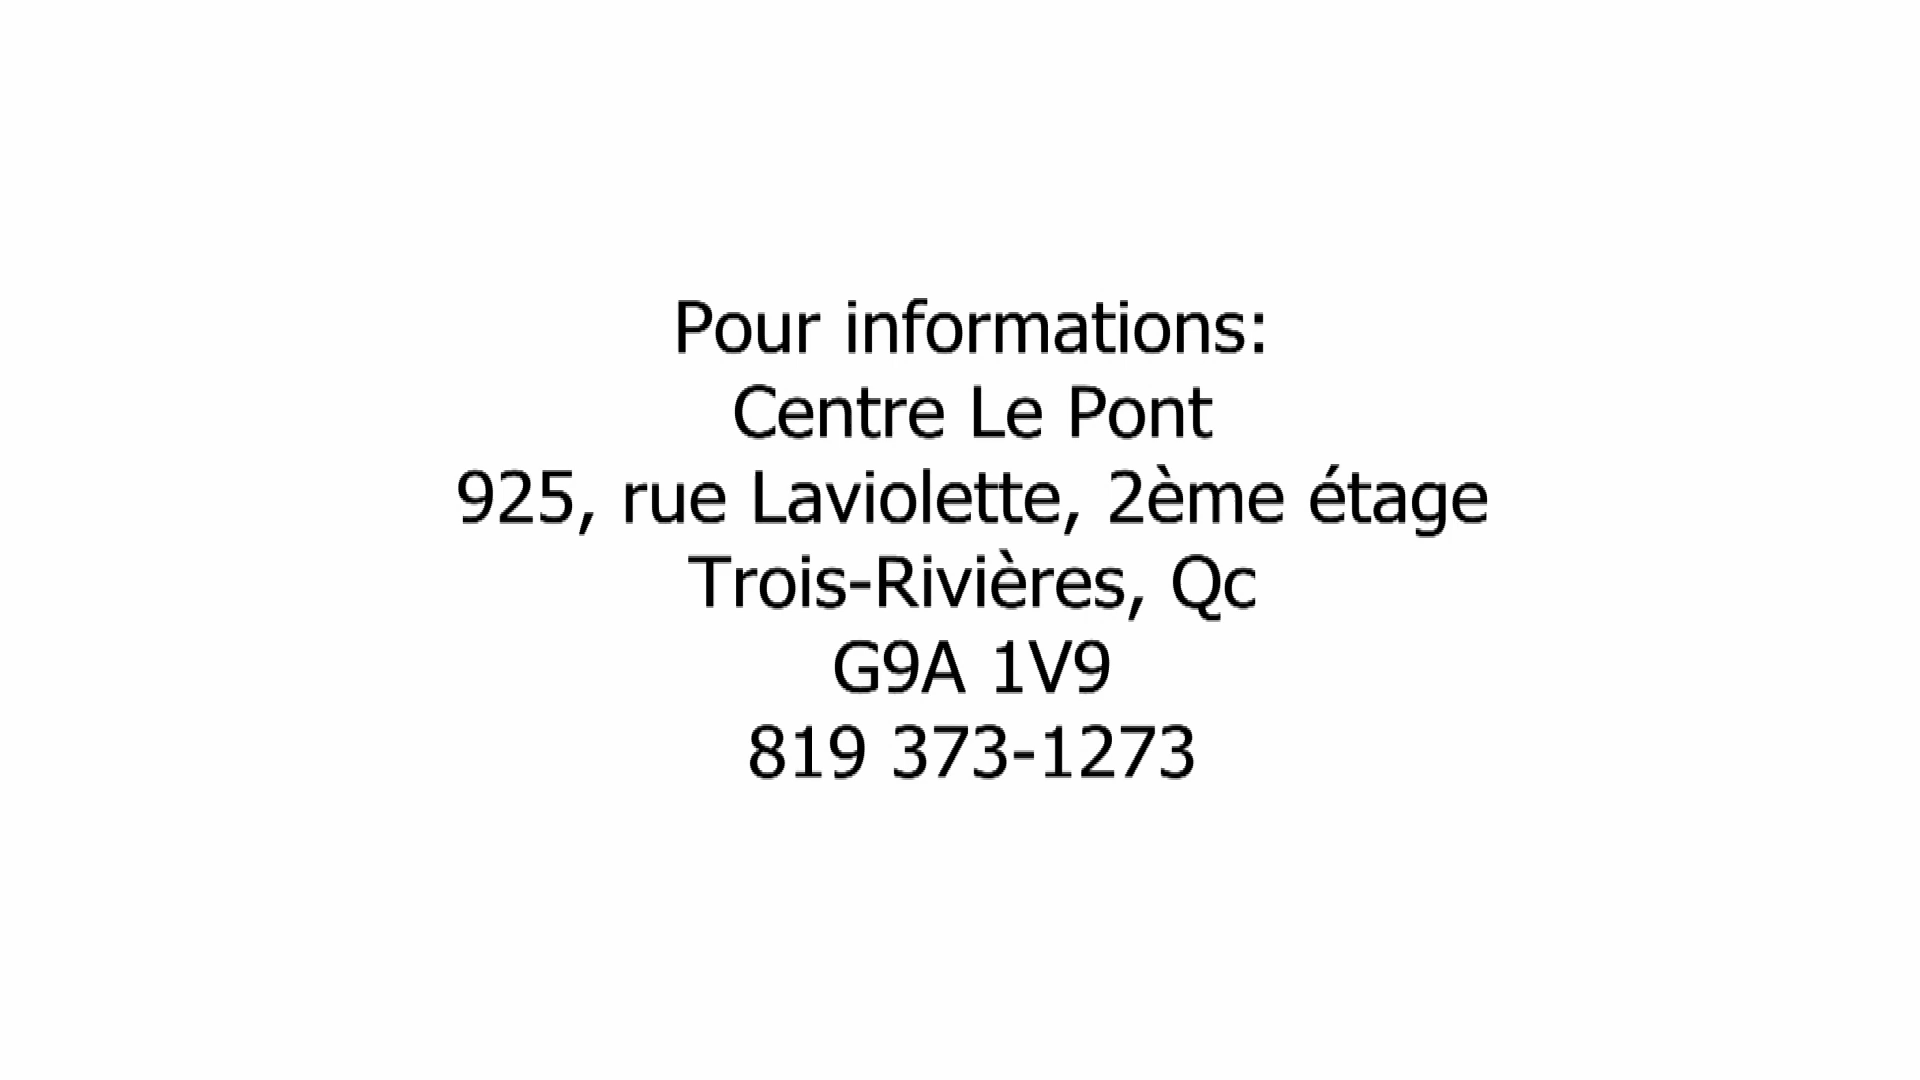 Pour informations:
Centre Le Pont
925, rue Laviolette, 2ème étage
Trois-Rivières, Qc
G9A 1V9
819 373-1273